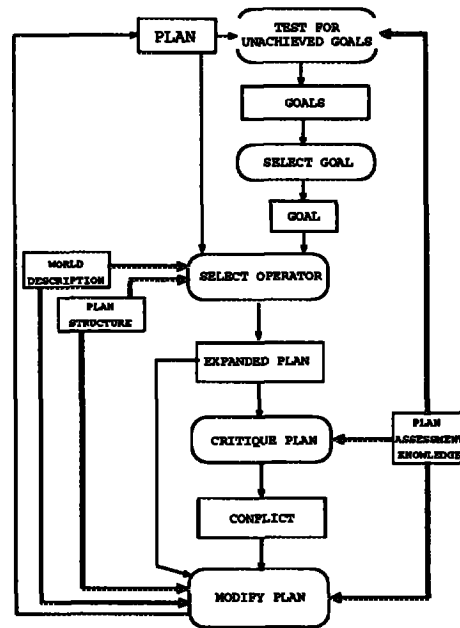 PLAN
TEST FOR
UNACHIEVED GOALS
GOALS
SELECT GOAL
GOAL
WORLD
DESCRIPTION
SELECT OPERATOR
PLAN
STRUCTURE
EXPANDED PLAN
CRITIQUE PLAN
PLAN
ASSESSMENT
KNOWLEDGE
CONFLICT
MODIFY PLAN